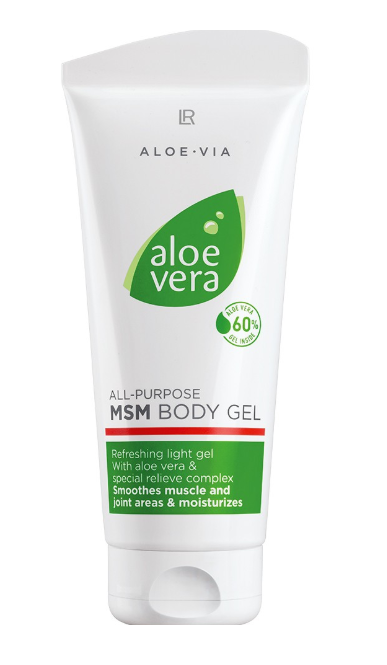 LR
ALOE•VIA
aloe
vera
ALOE VERA
60%
GEL INSIDE
ALL-PURPOSE
MSM BODY GEL
Refreshing light gel
With aloe vera &
special relieve complex
Smoothes muscle and
joint areas & moisturizes